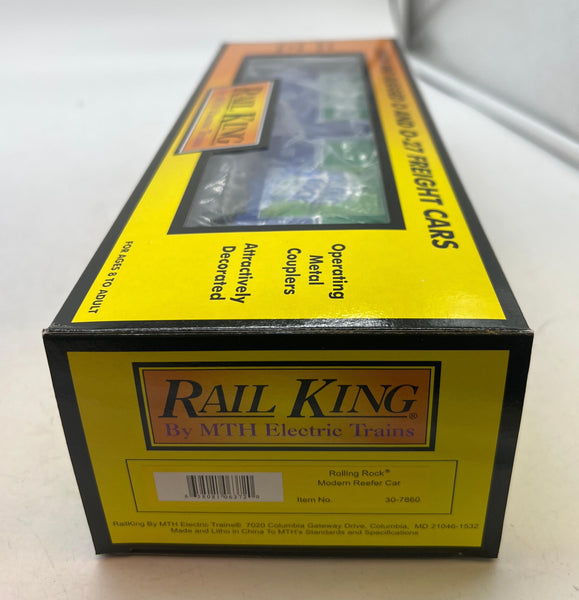 RAIL KING
FOR AGES 8 TO ADULT
Operating
Metal
Couplers
Attractively
Decorated
O AND O-27 FREIGHT CARS
RAIL KING®
By MTH Electric Trains
Rolling Rock®
Modern Reefer Car
Item No. 30-7860
RailKing By MTH Electric Trains® 7020 Columbia Gateway Drive, Columbia, MD 21046-1532
Made and Litho in China To MTH's Standards and Specifications